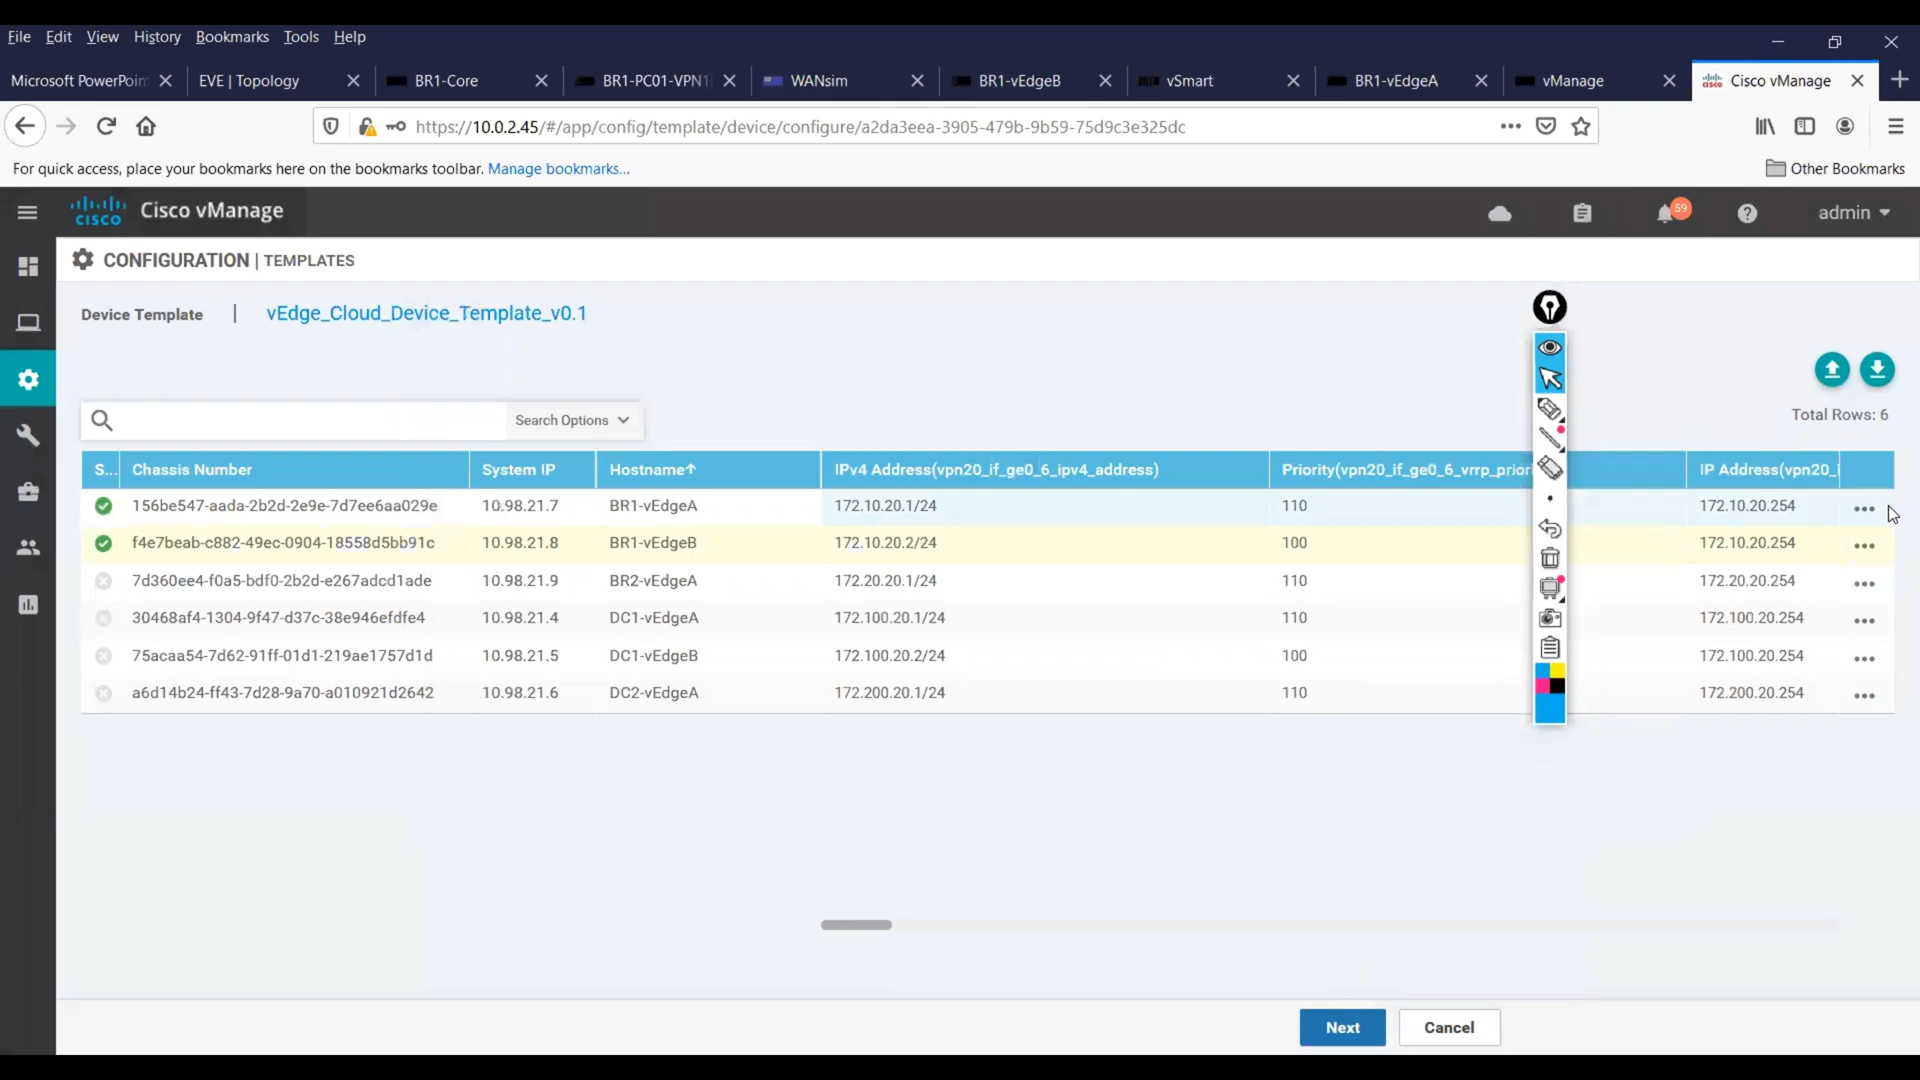 File Edit View History Bookmarks Tools Help
Microsoft PowerPoin EVE | Topology BR1-Core BR1-PC01-VPN1 WANsim BR1-vEdgeB vSmart BR1-vEdgeA vManage Cisco vManage
https://10.0.2.45/#/app/config/template/device/configure/a2da3eea-3905-479b-9b59-75d9c3e325dc
For quick access, place your bookmarks here on the bookmarks toolbar. Manage bookmarks... Other Bookmarks
cisco Cisco vManage 59 admin
CONFIGURATION | TEMPLATES
Device Template | vEdge_Cloud_Device_Template_v0.1
Search Options
Total Rows: 6
S... Chassis Number System IP Hostname IPv4 Address(vpn20_if_ge0_6_ipv4_address) Priority(vpn20_if_ge0_6_vrrp_prior IP Address(vpn20_
156be547-aada-2b2d-2e9e-7d7ee6aa029e 10.98.21.7 BR1-vEdgeA 172.10.20.1/24 110 172.10.20.254
f4e7beab-c882-49ec-0904-18558d5bb91c 10.98.21.8 BR1-vEdgeB 172.10.20.2/24 100 172.10.20.254
7d360ee4-f0a5-bdf0-2b2d-e267adcd1ade 10.98.21.9 BR2-vEdgeA 172.20.20.1/24 110 172.20.20.254
30468af4-1304-9f47-d37c-38e946efdfe4 10.98.21.4 DC1-vEdgeA 172.100.20.1/24 110 172.100.20.254
75acaa54-7d62-91ff-01d1-219ae1757d1d 10.98.21.5 DC1-vEdgeB 172.100.20.2/24 100 172.100.20.254
a6d14b24-ff43-7d28-9a70-a010921d2642 10.98.21.6 DC2-vEdgeA 172.200.20.1/24 110 172.200.20.254
Next Cancel